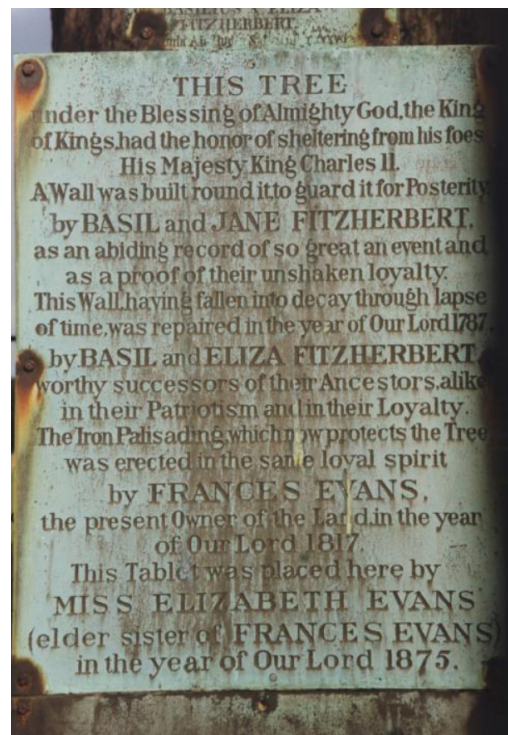 BASILIUS & ELIZA
FITZHERBERT.
THIS TREE
under the Blessing of Almighty God,the King
of Kings,had the honor of sheltering from his foes
His Majesty King Charles II.
A Wall was built round it to guard it for Posterity
by BASIL and JANE FITZHERBERT.
as an abiding record of so great an event and
as a proof of their unshaken loyalty.
This Wall,having fallen into decay through lapse
of time,was repaired in the year of Our Lord 1787,
by BASIL and ELIZA FITZHERBERT,
worthy successors of their Ancestors,alike
in their Patriotism and in their Loyalty.
The Iron Palisading,which now protects the Tree
was erected in the same loyal spirit
by FRANCES EVANS,
the present Owner of the Land.in the year
of Our Lord 1817.
This Tablet was placed here by
MISS ELIZABETH EVANS
(elder sister of FRANCES EVANS)
in the year of Our Lord 1875.